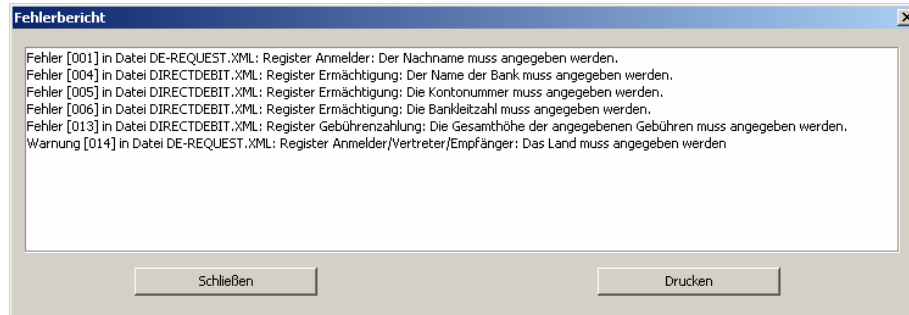 Fehlerbericht
Fehler [001] in Datei DE-REQUEST.XML: Register Anmelder: Der Nachname muss angegeben werden.
Fehler [004] in Datei DIRECTDEBIT.XML: Register Ermächtigung: Der Name der Bank muss angegeben werden.
Fehler [005] in Datei DIRECTDEBIT.XML: Register Ermächtigung: Die Kontonummer muss angegeben werden.
Fehler [006] in Datei DIRECTDEBIT.XML: Register Ermächtigung: Die Bankleitzahl muss angegeben werden.
Fehler [013] in Datei DIRECTDEBIT.XML: Register Gebührenzahlung: Die Gesamthöhe der angegebenen Gebühren muss angegeben werden.
Warnung [014] in Datei DE-REQUEST.XML: Register Anmelder/Vertreter/Empfänger: Das Land muss angegeben werden
Schließen
Drucken